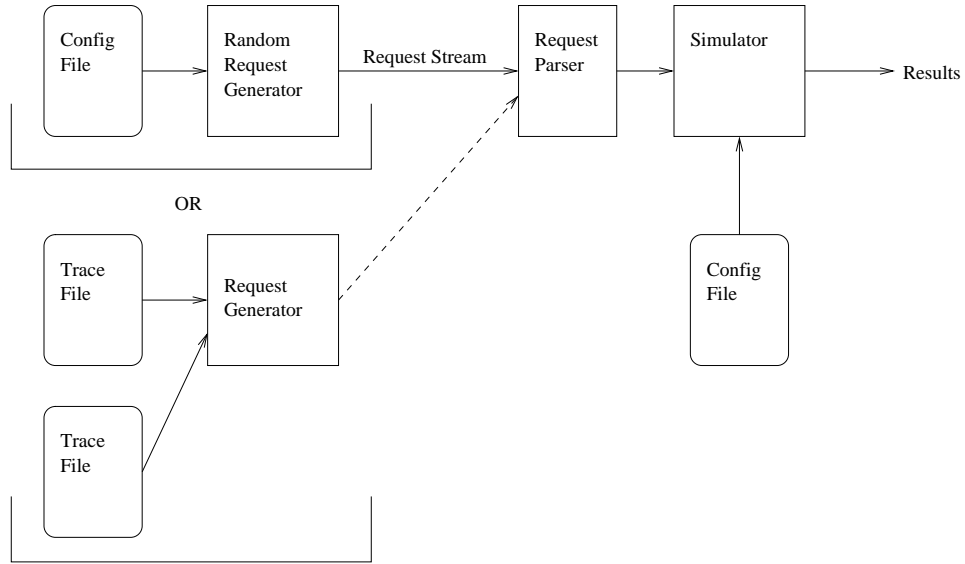 Config
File
Random
Request
Generator
Request Stream
Request
Parser
Simulator
Results
OR
Trace
File
Request
Generator
Config
File
Trace
File